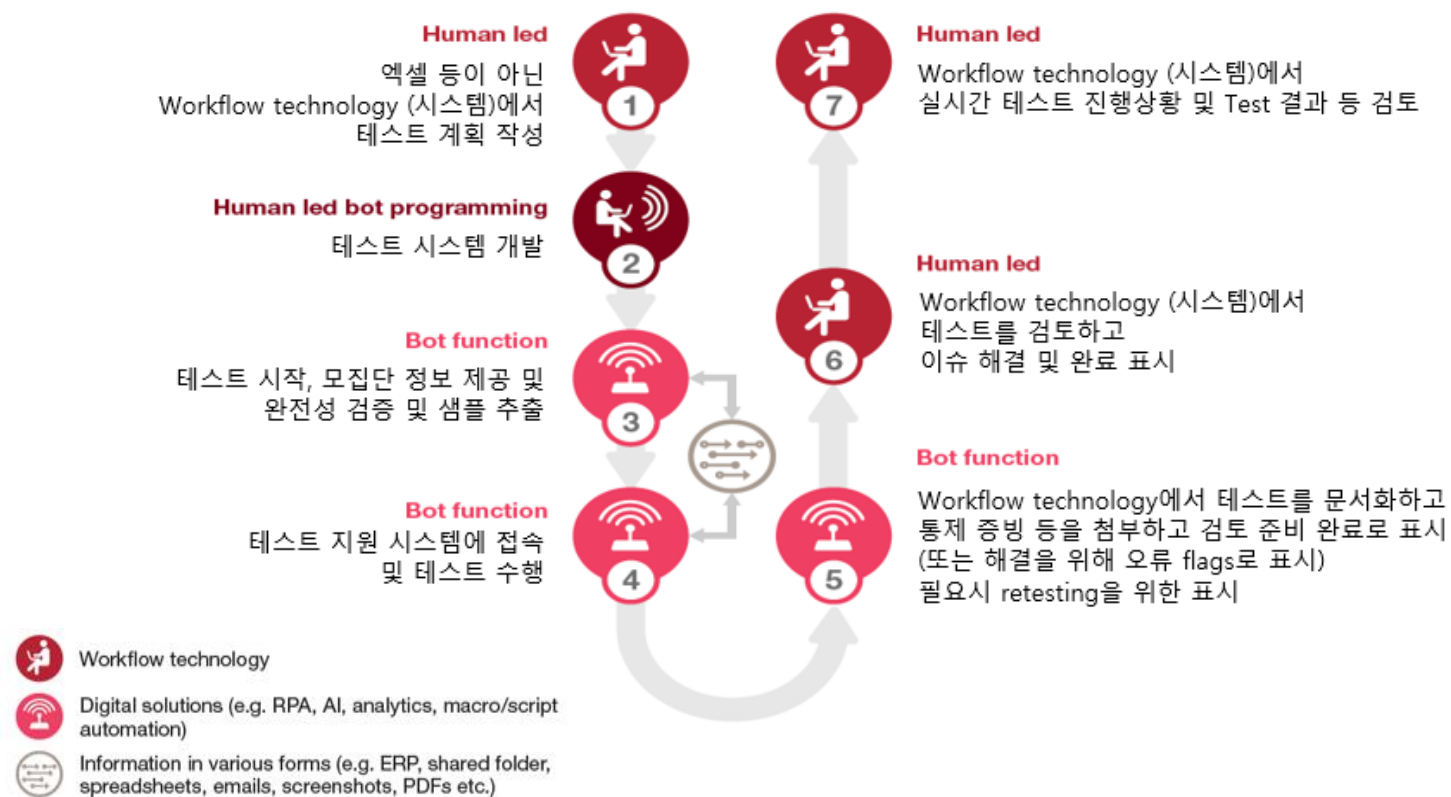 Human led
엑셀 등이 아닌
Workflow technology (시스템)에서
테스트 계획 작성
1
Human led bot programming
테스트 시스템 개발
2
Bot function
테스트 시작, 모집단 정보 제공 및
완전성 검증 및 샘플 추출
3
Bot function
테스트 지원 시스템에 접속
및 테스트 수행
4
Bot function
Workflow technology에서 테스트를 문서화하고
통제 증빙 등을 첨부하고 검토 준비 완료로 표시
(또는 해결을 위해 오류 flags로 표시)
필요시 retesting을 위한 표시
5
Human led
Workflow technology (시스템)에서
테스트를 검토하고
이슈 해결 및 완료 표시
6
Human led
Workflow technology (시스템)에서
실시간 테스트 진행상황 및 Test 결과 등 검토
7
Workflow technology
Digital solutions (e.g. RPA, AI, analytics, macro/script
automation)
Information in various forms (e.g. ERP, shared folder,
spreadsheets, emails, screenshots, PDFs etc.)